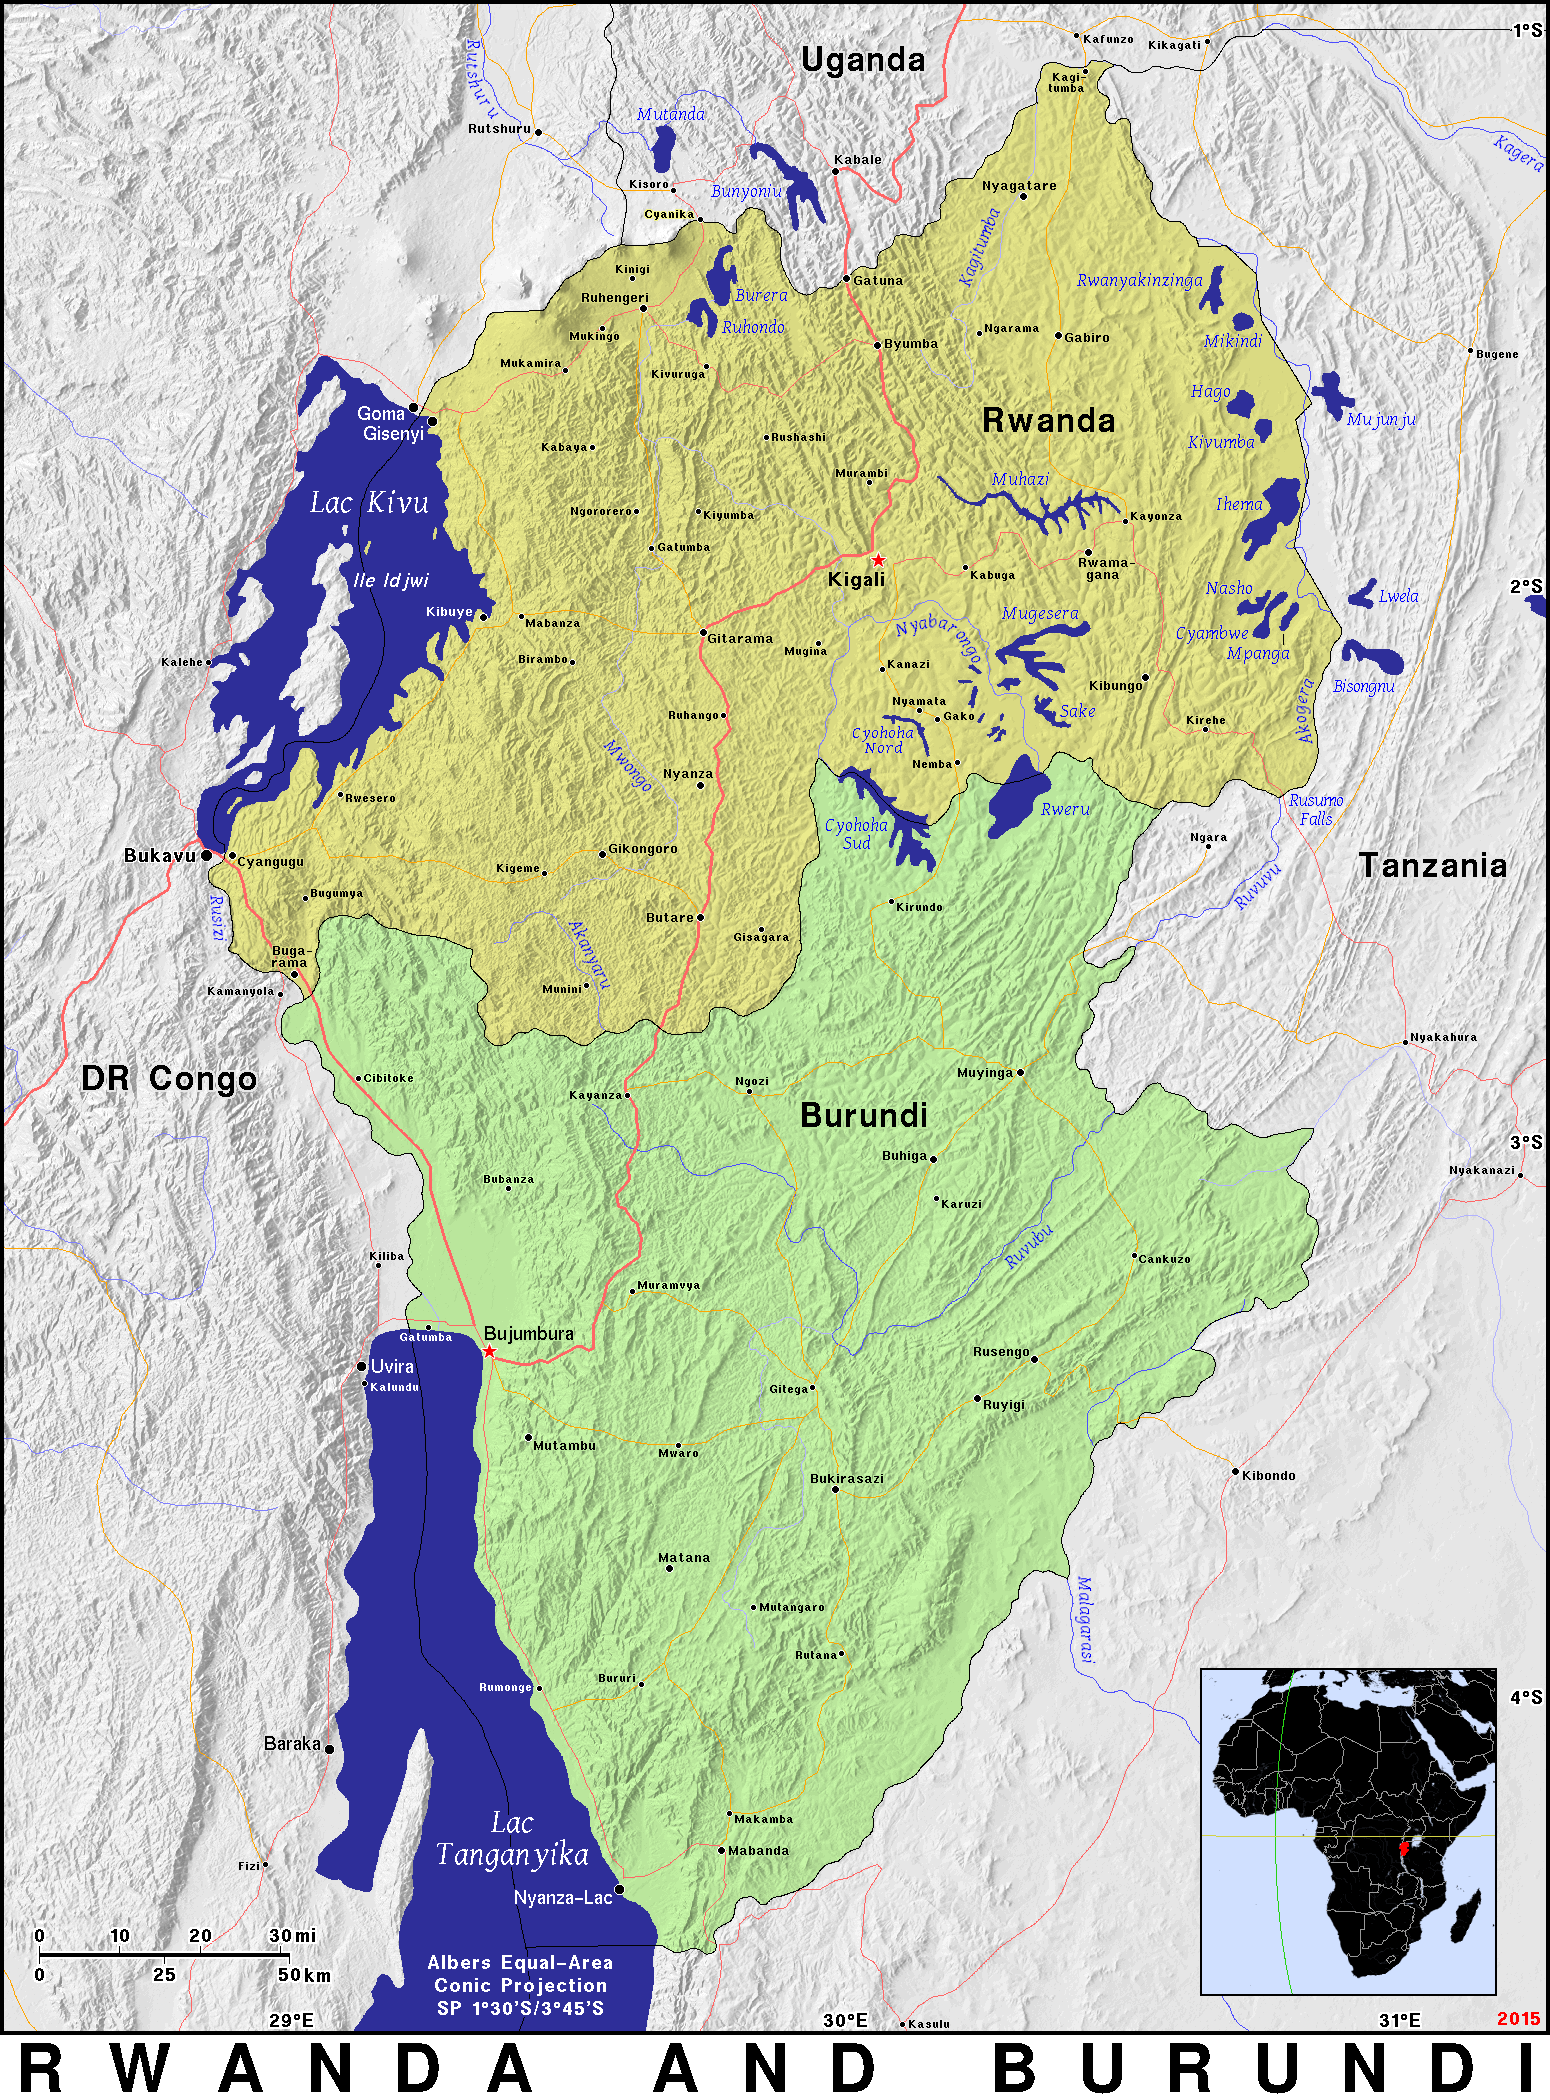 Uganda
1°S
Kafunzo
Kikagati
Kagi-
tumba
Rutshuru
Rutshuru
Mutanda
Kagera
Kabale
Kisoro
Bunyoniu
Nyagatare
Cyanika
Kagitumba
Kinigi
Gatuna
Rwanyakinzinga
Ruhengeri
Burera
Ruhondo
Mukingo
Ngarama
Gabiro
Mikindi
Byumba
Bugene
Mukamira
Kivuruga
Hago
Goma
Gisenyi
Rwanda
Mujunju
Kabaya
Rushashi
Kivumba
Murambi
Muhazi
Lac Kivu
Ngororero
Kiyumba
Ihema
Kayonza
Gatumba
Kigali
Rwama-
gana
Kabuga
Ile Idjwi
2°S
Nasho
Lwela
Kibuye
Mabanza
Mugesera
Nyabarongo
Gitarama
Cyambwe
Mugina
Mpanga
Kalehe
Birambo
Kanazi
Kibungo
Bisongnu
Nyamata
Gako
Sake
Ruhango
Kirehe
Akogera
Cyohoha
Nord
Mwongo
Nemba
Nyanza
Rwesero
Rweru
Rusumo
Falls
Cyohoha
Sud
Ngara
Bukavu
Cyangugu
Gikongoro
Kigeme
Tanzania
Ruvuvu
Bugumya
Rusizi
Butare
Kirundo
Gisagara
Akanyaru
Buga-
rama
Kamanyola
Munini
Nyakahura
DR Congo
Cibitoke
Kayanza
Ngozi
Muyinga
Burundi
3°S
Buhiga
Nyakanazi
Bubanza
Karuzi
Ruvubu
Kiliba
Cankuzo
Muramvya
Gatumba
Bujumbura
Rusengo
Uvira
Kalundu
Gitega
Ruyigi
Mutambu
Mwaro
Bukirasazi
Kibondo
Matana
Mutangaro
Malagarasi
Rutana
Bururi
Rumonge
4°S
Baraka
Makamba
Lac
Tanganyika
Mabanda
Fizi
Nyanza-Lac
0 10 20 30 mi
0 25 50 km
Albers Equal-Area
Conic Projection
SP 1°30'S/3°45'S
29°E
30°E
Kasulu
31°E
2015
RWANDA AND BURUNDI